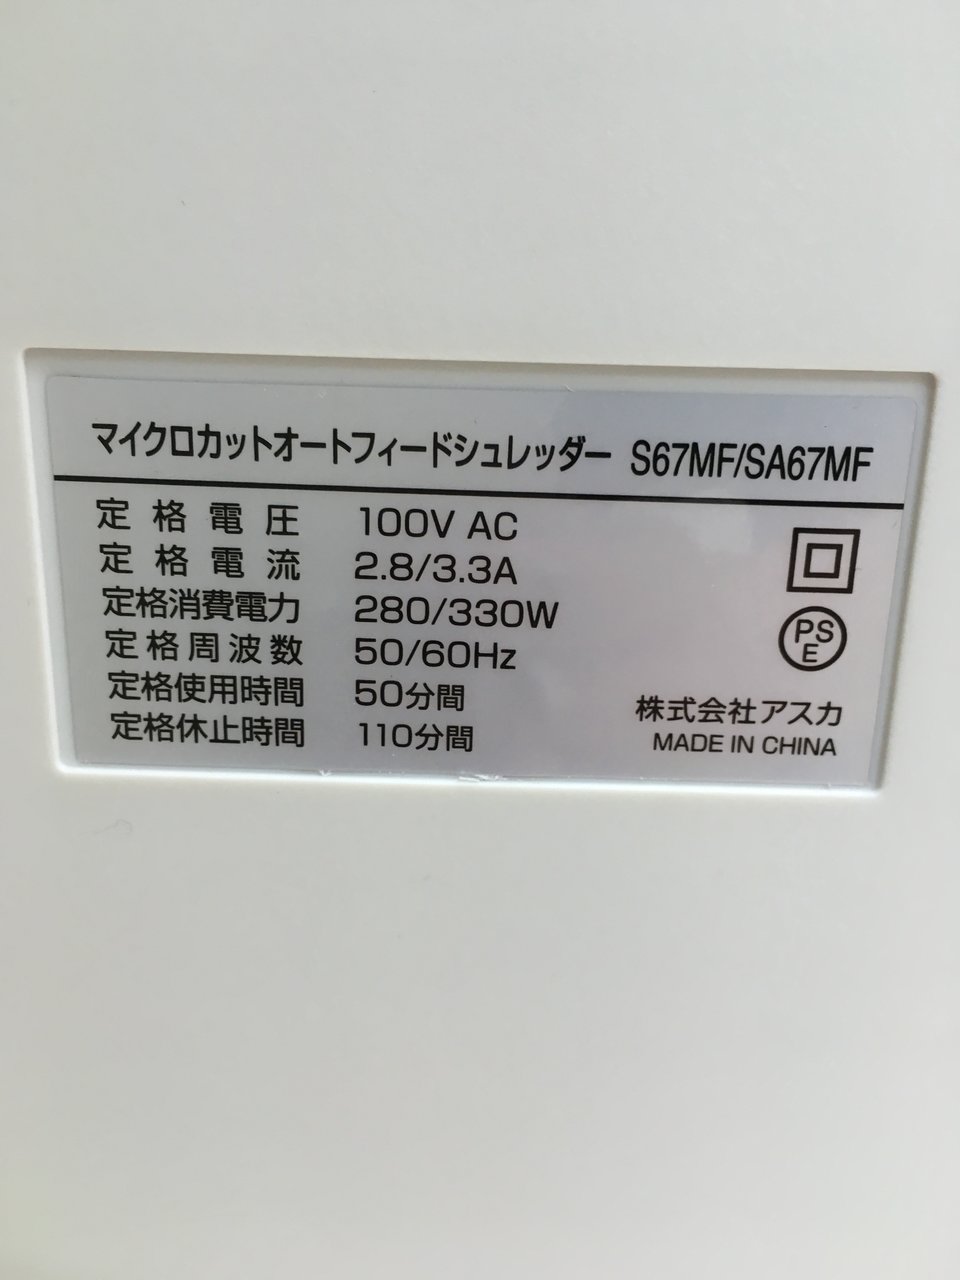 マイクロカットオートフィードシュレッダー S67MF/SA67MF
定格電圧 100V AC
定格電流 2.8/3.3A
定格消費電力 280/330W
定格周波数 50/60Hz
定格使用時間 50分間
定格休止時間 110分間
PS
E
株式会社アスカ
MADE IN CHINA